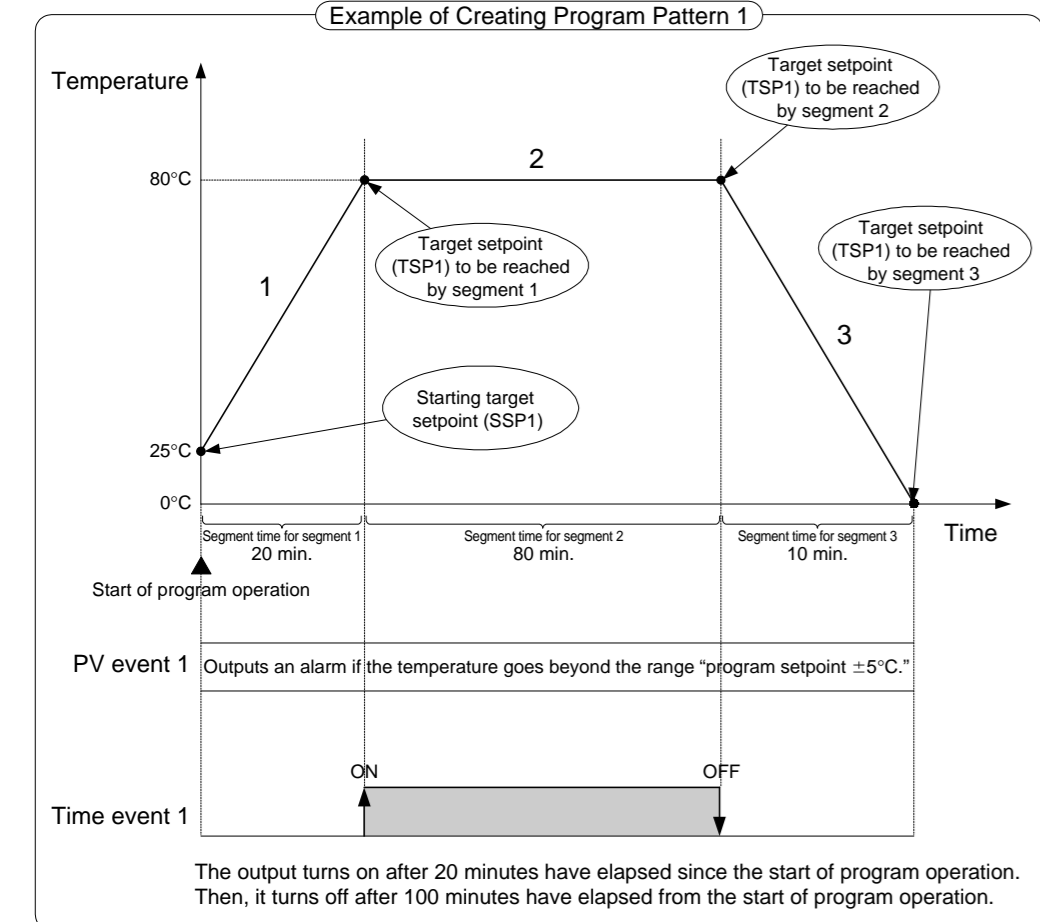 Example of Creating Program Pattern 1
Temperature
Target setpoint
(TSP1) to be reached
by segment 2
2
80°C
Target setpoint
(TSP1) to be reached
by segment 1
Target setpoint
(TSP1) to be reached
by segment 3
1
3
Starting target
setpoint (SSP1)
25°C
0°C
Time
Segment time for segment 1
20 min.
Segment time for segment 2
80 min.
Segment time for segment 3
10 min.
Start of program operation
PV event 1
Outputs an alarm if the temperature goes beyond the range “program setpoint ±5°C.”
ON
OFF
Time event 1
The output turns on after 20 minutes have elapsed since the start of program operation.
Then, it turns off after 100 minutes have elapsed from the start of program operation.